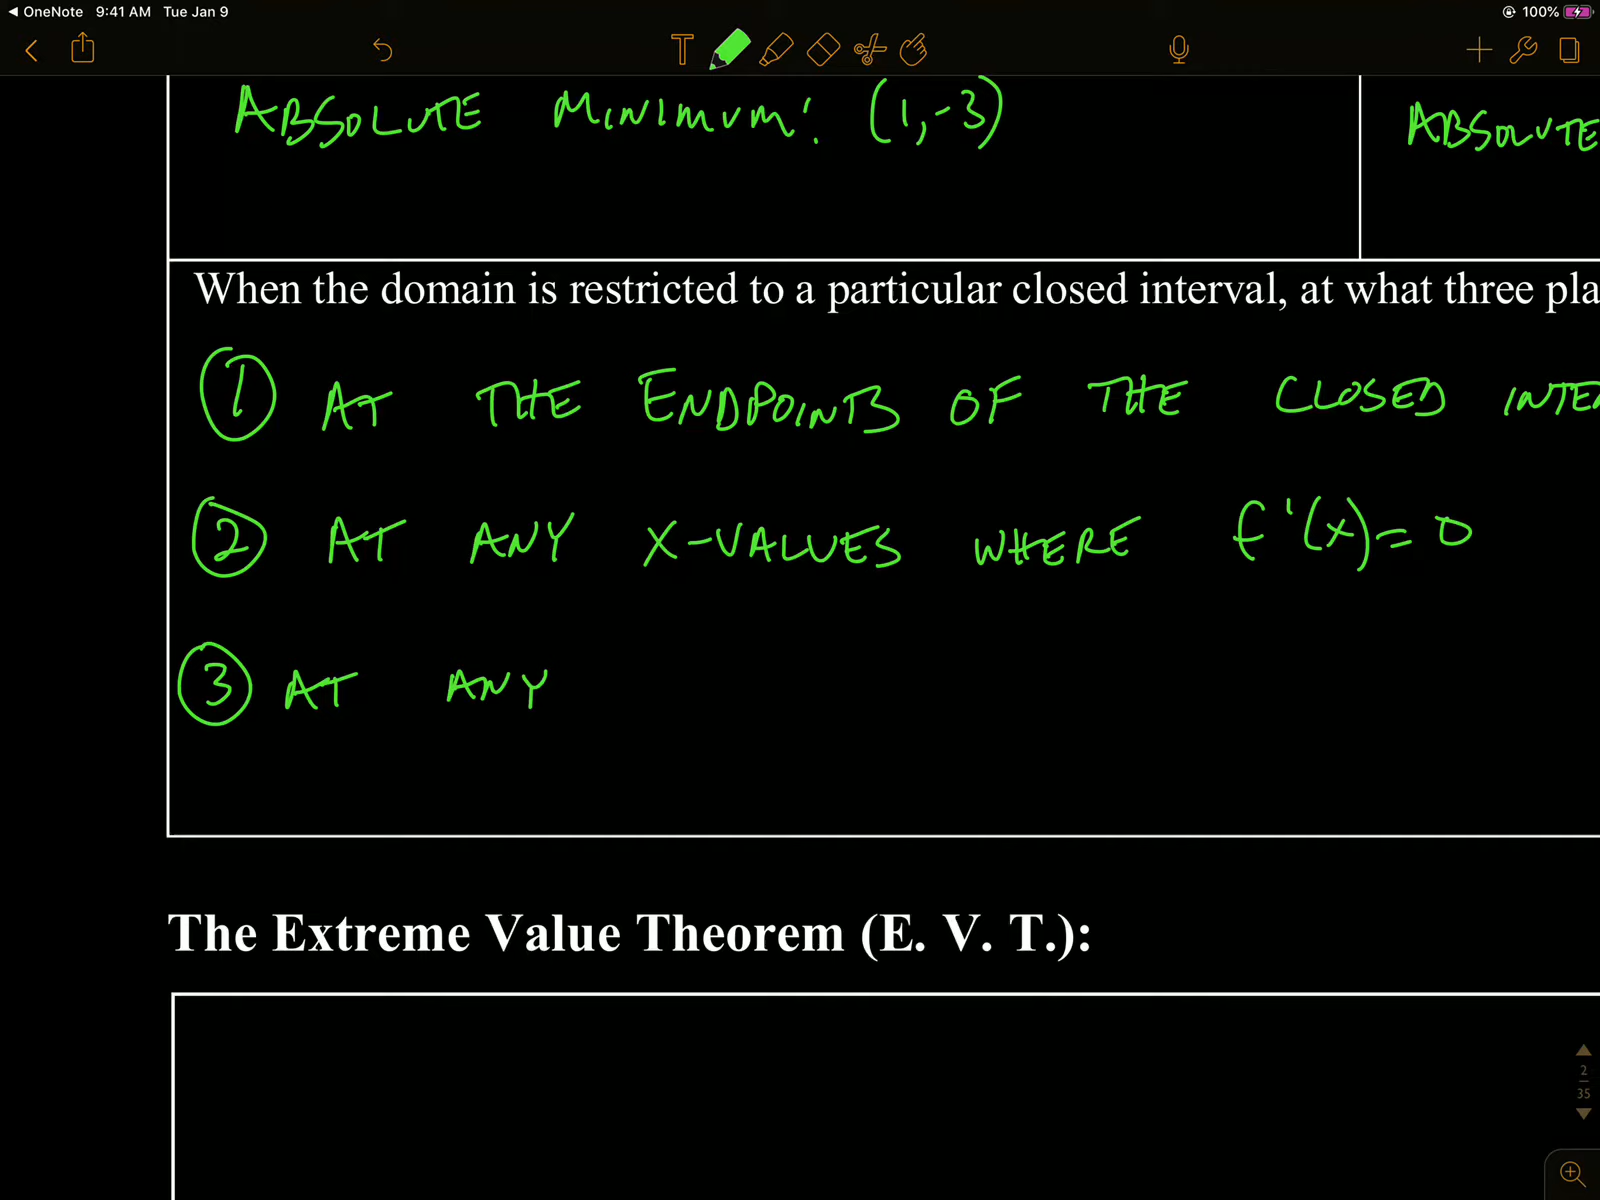 ◀ OneNote 9:41 AM Tue Jan 9 100%
ABSOLUTE MINIMUM: (1,-3)
ABSOLUTE
When the domain is restricted to a particular closed interval, at what three pla
① AT THE ENDPOINTS OF THE CLOSED INTE
② AT ANY X-VALUES WHERE f'(x)=0
③ AT ANY
The Extreme Value Theorem (E. V. T.):
2
35